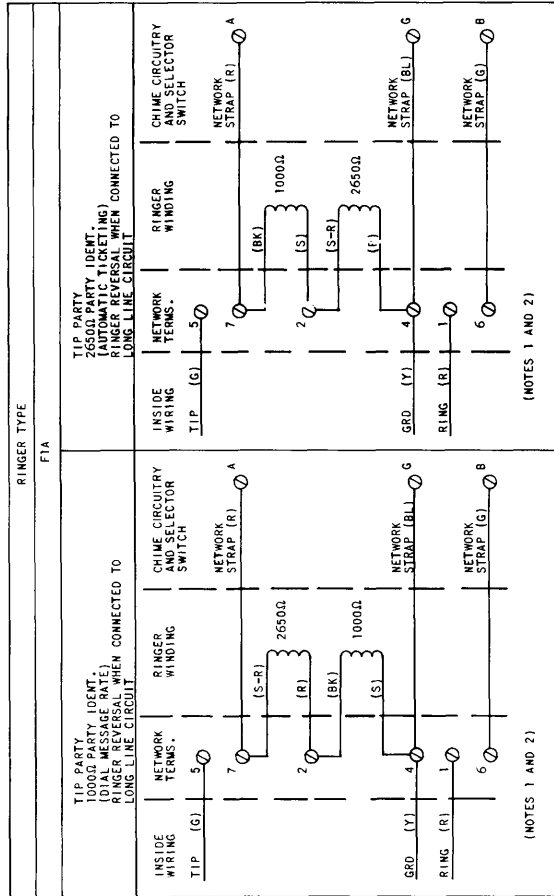 RINGER TYPE
F1A
TIP PARTY
1000Ω PARTY IDENT.
(DIAL MESSAGE RATE)
RINGER REVERSAL WHEN CONNECTED TO
LONG LINE CIRCUIT
INSIDE
WIRING
NETWORK
TERMS.
RINGER
WINDING
CHIME CIRCUITRY
AND SELECTOR
SWITCH
TIP (G) 5
7
NETWORK
STRAP (R) A
(S-R)
2650Ω
(R)
2
(BK)
1000Ω
(S)
GRD (Y) 4
NETWORK
STRAP (BL) G
RING (R) 1
6
NETWORK
STRAP (G) B
(NOTES 1 AND 2)
TIP PARTY
2650Ω PARTY IDENT.
(AUTOMATIC TICKETING)
RINGER REVERSAL WHEN CONNECTED TO
LONG LINE CIRCUIT
INSIDE
WIRING
NETWORK
TERMS.
RINGER
WINDING
CHIME CIRCUITRY
AND SELECTOR
SWITCH
TIP (G) 5
7
NETWORK
STRAP (R) A
(BK)
1000Ω
(S)
2
(S-R)
2650Ω
GRD (Y) 4
NETWORK
STRAP (BL) G
RING (R) 1
6
NETWORK
STRAP (G) B
(NOTES 1 AND 2)